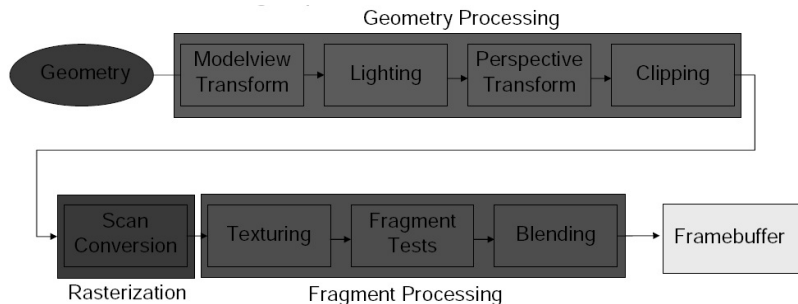 Geometry Processing
Geometry
Modelview
Transform
Lighting
Perspective
Transform
Clipping
Scan
Conversion
Texturing
Fragment
Tests
Blending
Framebuffer
Rasterization
Fragment Processing